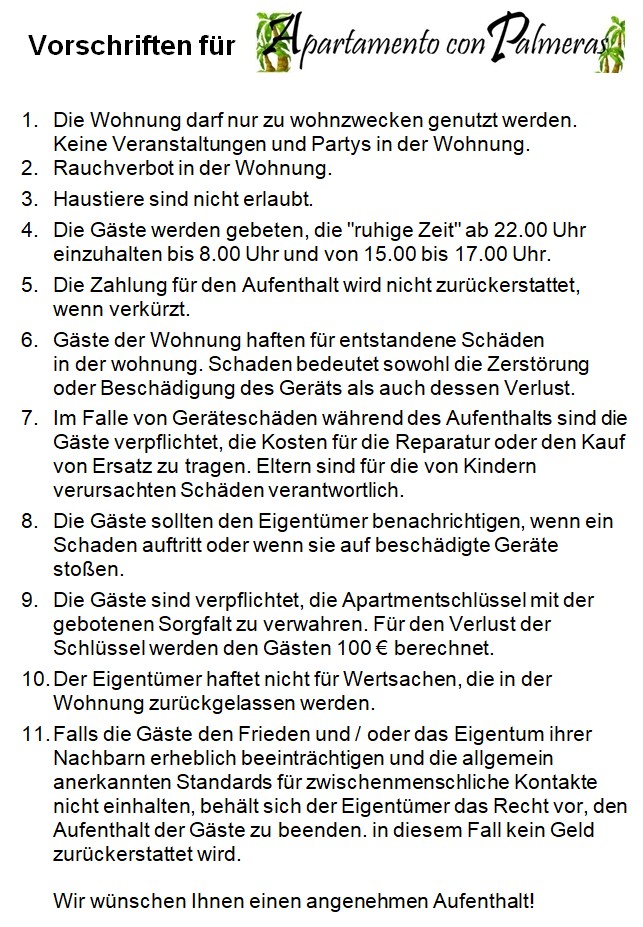 Vorschriften für Apartamento con Palmeras
1. Die Wohnung darf nur zu wohnzwecken genutzt werden.
Keine Veranstaltungen und Partys in der Wohnung.
2. Rauchverbot in der Wohnung.
3. Haustiere sind nicht erlaubt.
4. Die Gäste werden gebeten, die "ruhige Zeit" ab 22.00 Uhr
einzuhalten bis 8.00 Uhr und von 15.00 bis 17.00 Uhr.
5. Die Zahlung für den Aufenthalt wird nicht zurückerstattet,
wenn verkürzt.
6. Gäste der Wohnung haften für entstandene Schäden
in der wohnung. Schaden bedeutet sowohl die Zerstörung
oder Beschädigung des Geräts als auch dessen Verlust.
7. Im Falle von Geräteschäden während des Aufenthalts sind die
Gäste verpflichtet, die Kosten für die Reparatur oder den Kauf
von Ersatz zu tragen. Eltern sind für die von Kindern
verursachten Schäden verantwortlich.
8. Die Gäste sollten den Eigentümer benachrichtigen, wenn ein
Schaden auftritt oder wenn sie auf beschädigte Geräte
stoßen.
9. Die Gäste sind verpflichtet, die Apartmentschlüssel mit der
gebotenen Sorgfalt zu verwahren. Für den Verlust der
Schlüssel werden den Gästen 100 € berechnet.
10. Der Eigentümer haftet nicht für Wertsachen, die in der
Wohnung zurückgelassen werden.
11. Falls die Gäste den Frieden und / oder das Eigentum ihrer
Nachbarn erheblich beeinträchtigen und die allgemein
anerkannten Standards für zwischenmenschliche Kontakte
nicht einhalten, behält sich der Eigentümer das Recht vor, den
Aufenthalt der Gäste zu beenden. in diesem Fall kein Geld
zurückerstattet wird.
Wir wünschen Ihnen einen angenehmen Aufenthalt!